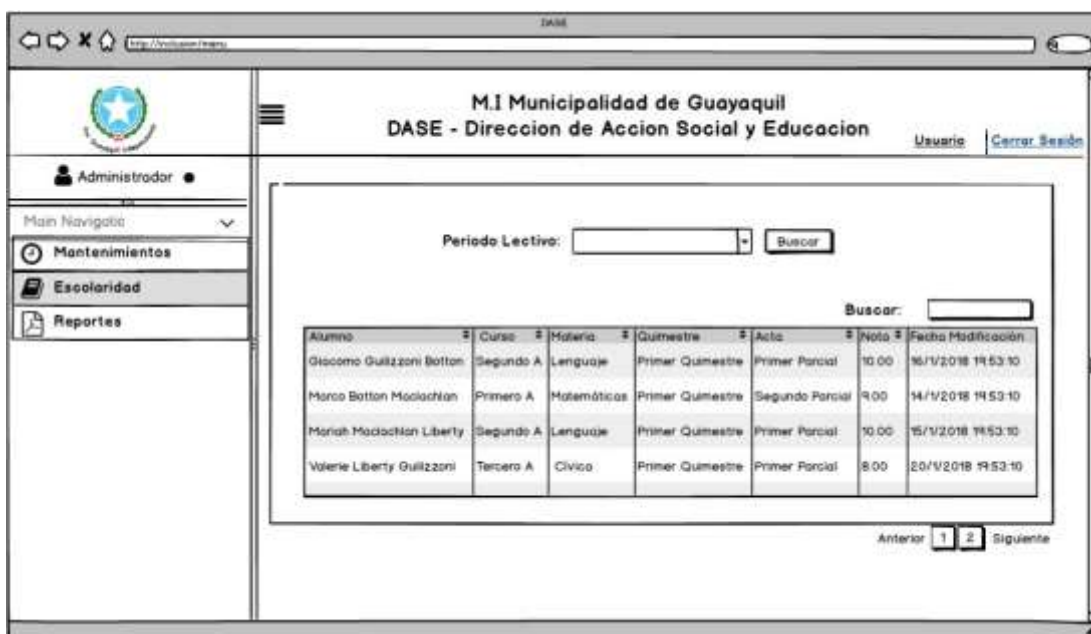 DASE
http://inclusion/menu
M.I Municipalidad de Guayaquil
DASE - Direccion de Accion Social y Educacion
Usuario Cerrar Sesión
Administrador
Main Navigatio
Mantenimientos
Escolaridad
Reportes
Periodo Lectivo: Buscar
Buscar:
Alumno Curso Materia Quimestre Acta Nota Fecha Modificación
Giacomo Guilizzoni Botton Segundo A Lenguaje Primer Quimestre Primer Parcial 10.00 16/1/2018 19:53:10
Marco Botton Maclachlan Primero A Matemáticas Primer Quimestre Segundo Parcial 9.00 14/1/2018 19:53:10
Mariah Maclachlan Liberty Segundo A Lenguaje Primer Quimestre Primer Parcial 10.00 15/1/2018 19:53:10
Valerie Liberty Guilizzoni Tercero A Cívica Primer Quimestre Primer Parcial 8.00 20/1/2018 19:53:10
Anterior 1 2 Siguiente